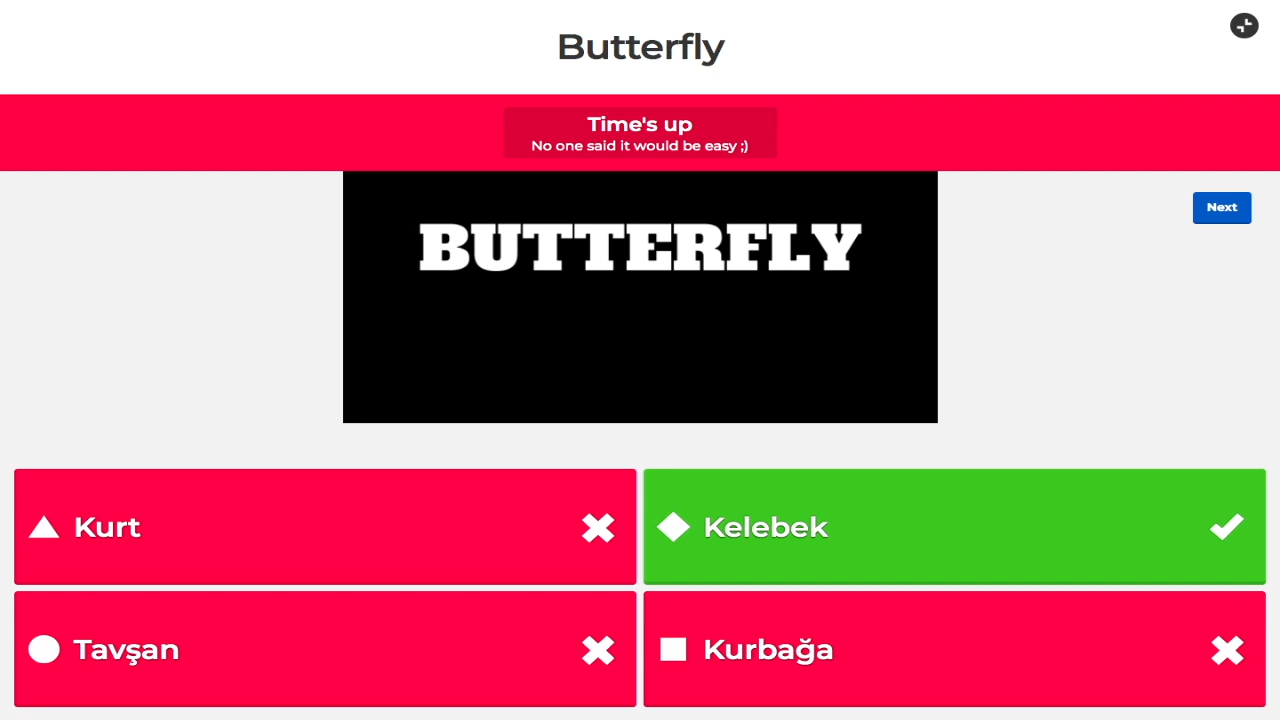 Butterfly
Time's up
No one said it would be easy ;)
Next
BUTTERFLY
Kurt
Kelebek
Tavşan
Kurbağa